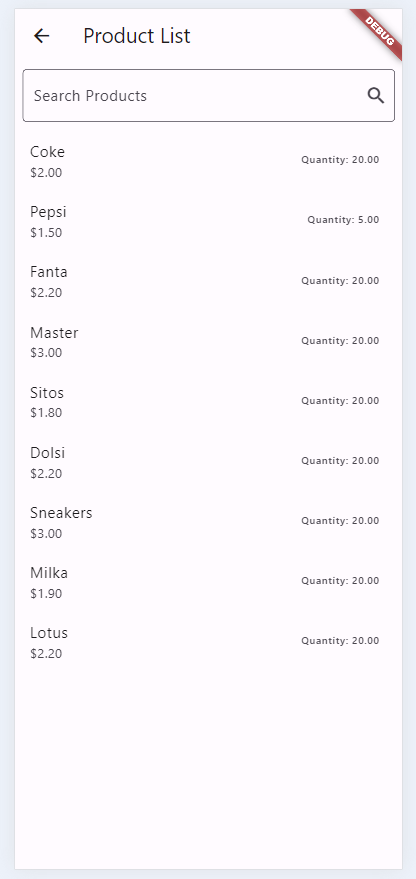 Product List
DEBUG
Search Products
Coke
Quantity: 20.00
$2.00
Pepsi
Quantity: 5.00
$1.50
Fanta
Quantity: 20.00
$2.20
Master
Quantity: 20.00
$3.00
Sitos
Quantity: 20.00
$1.80
Dolsi
Quantity: 20.00
$2.20
Sneakers
Quantity: 20.00
$3.00
Milka
Quantity: 20.00
$1.90
Lotus
Quantity: 20.00
$2.20